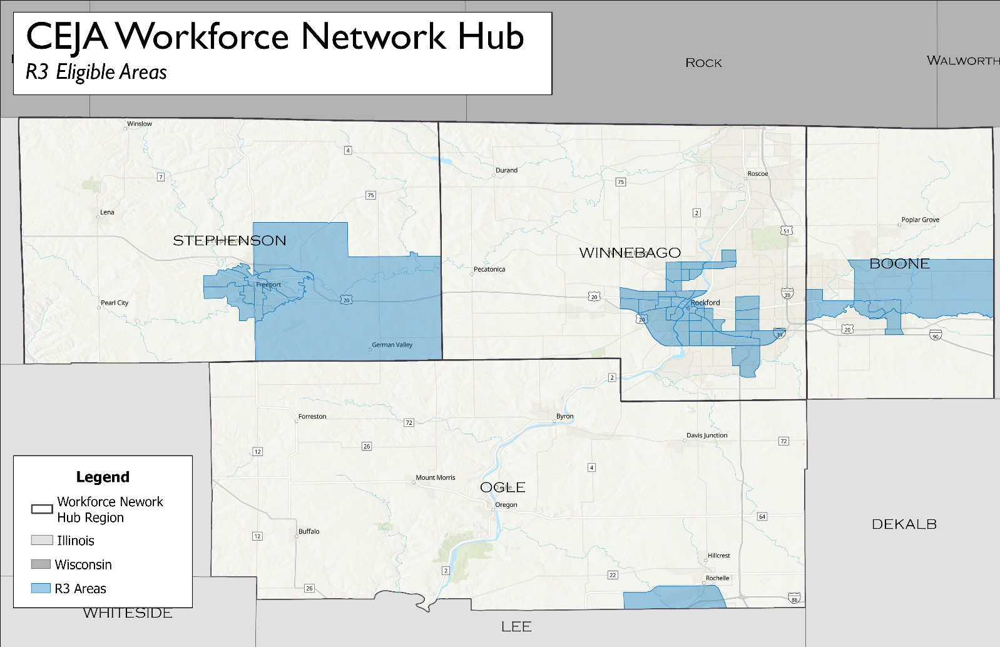 CEJA Workforce Network Hub
R3 Eligible Areas
ROCK
WALWORTH
Winslow
4
7
75
Durand
75
Roscoe
2
Lena
51
Poplar Grove
STEPHENSON
WINNEBAGO
BOONE
Pecatonica
Freeport
20
20
39
Pearl City
Rockford
20
39
20
90
German Valley
2
Forreston
72
Byron
Davis Junction
72
12
26
4
Mount Morris
OGLE
Oregon
64
DEKALB
12
Buffalo
Hillcrest
2
22
Rochelle
26
88
Legend
Workforce Nework
Hub Region
Illinois
Wisconsin
R3 Areas
WHITESIDE
LEE